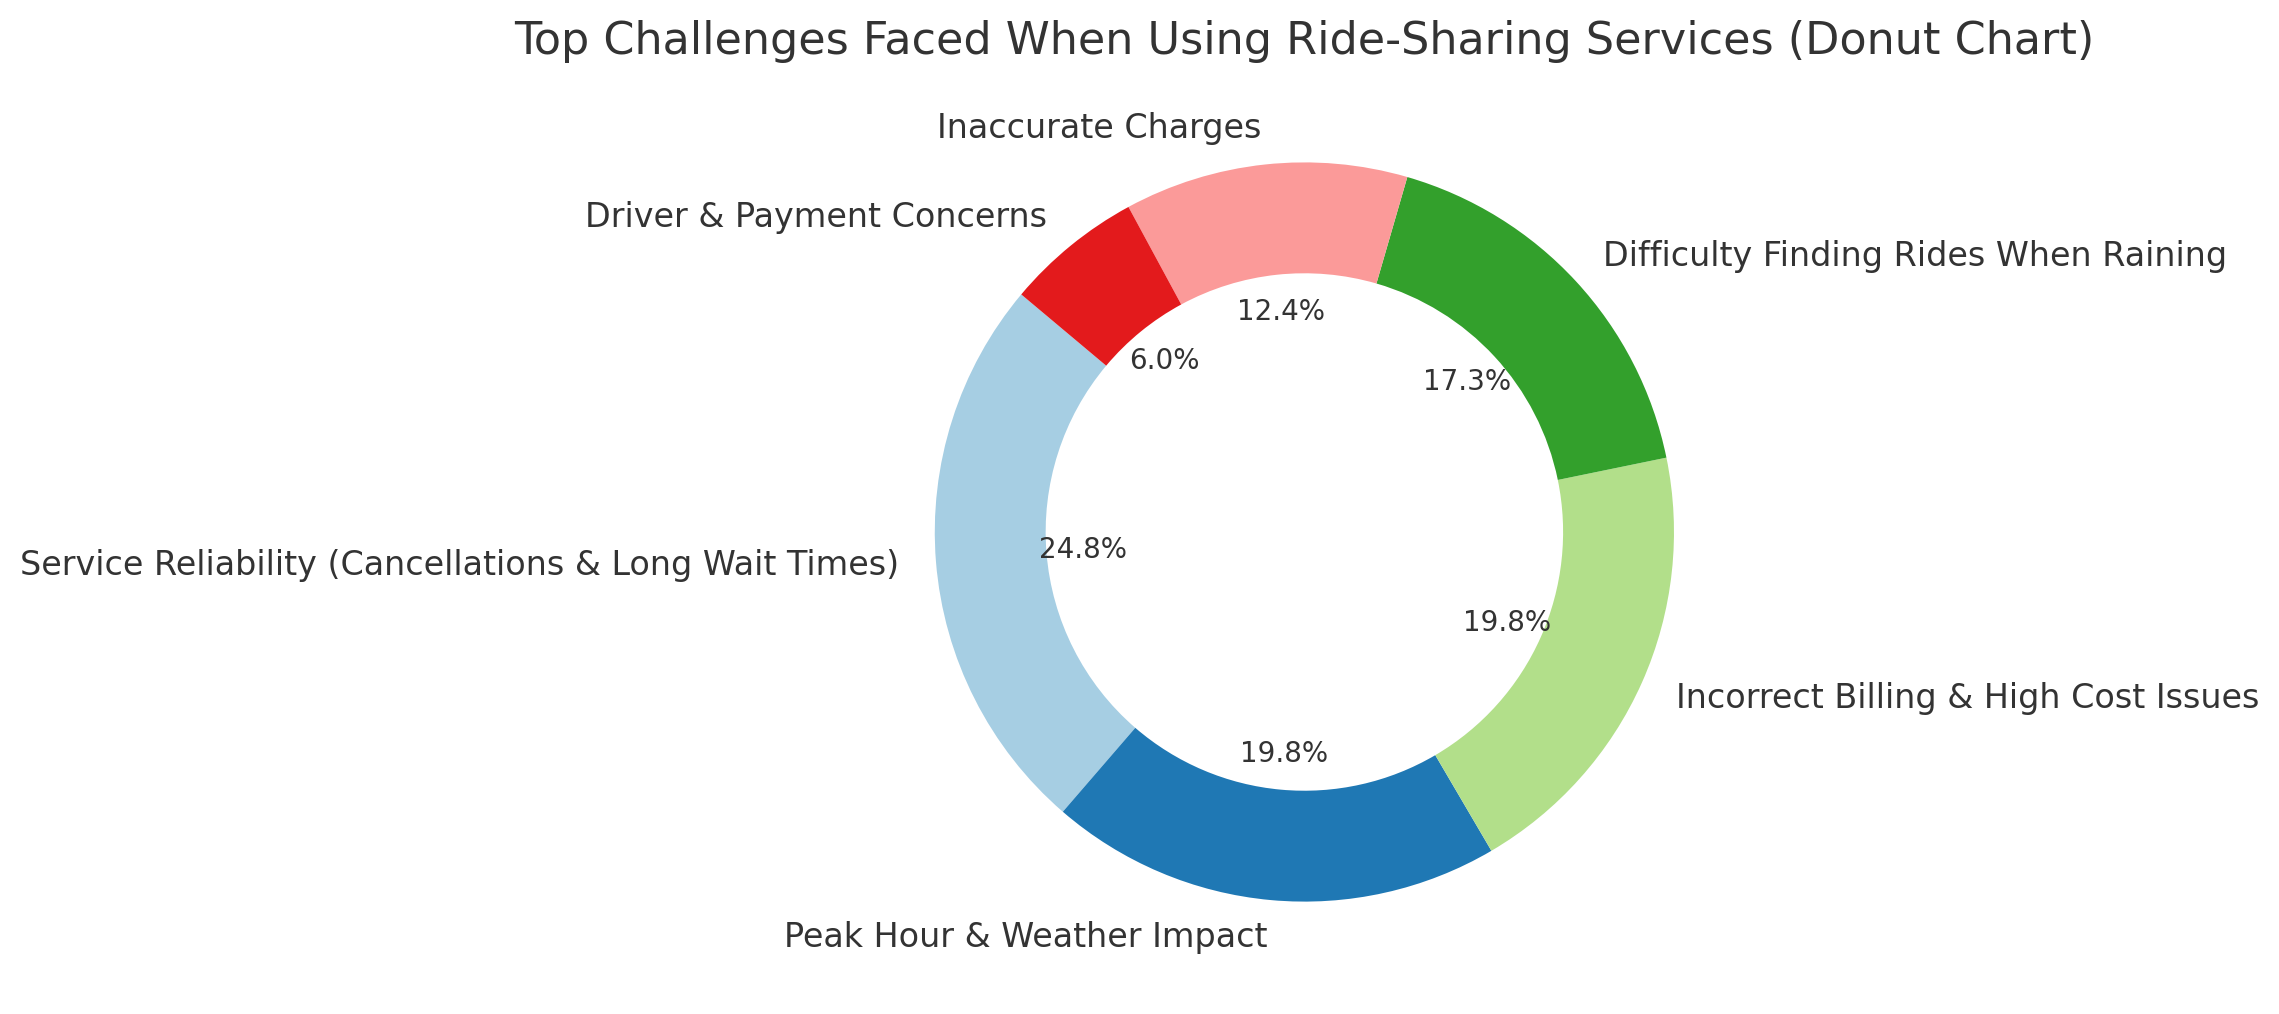 Top Challenges Faced When Using Ride-Sharing Services (Donut Chart)
Inaccurate Charges
Driver & Payment Concerns
Difficulty Finding Rides When Raining
12.4%
6.0%
17.3%
Service Reliability (Cancellations & Long Wait Times)
24.8%
19.8%
Incorrect Billing & High Cost Issues
19.8%
Peak Hour & Weather Impact